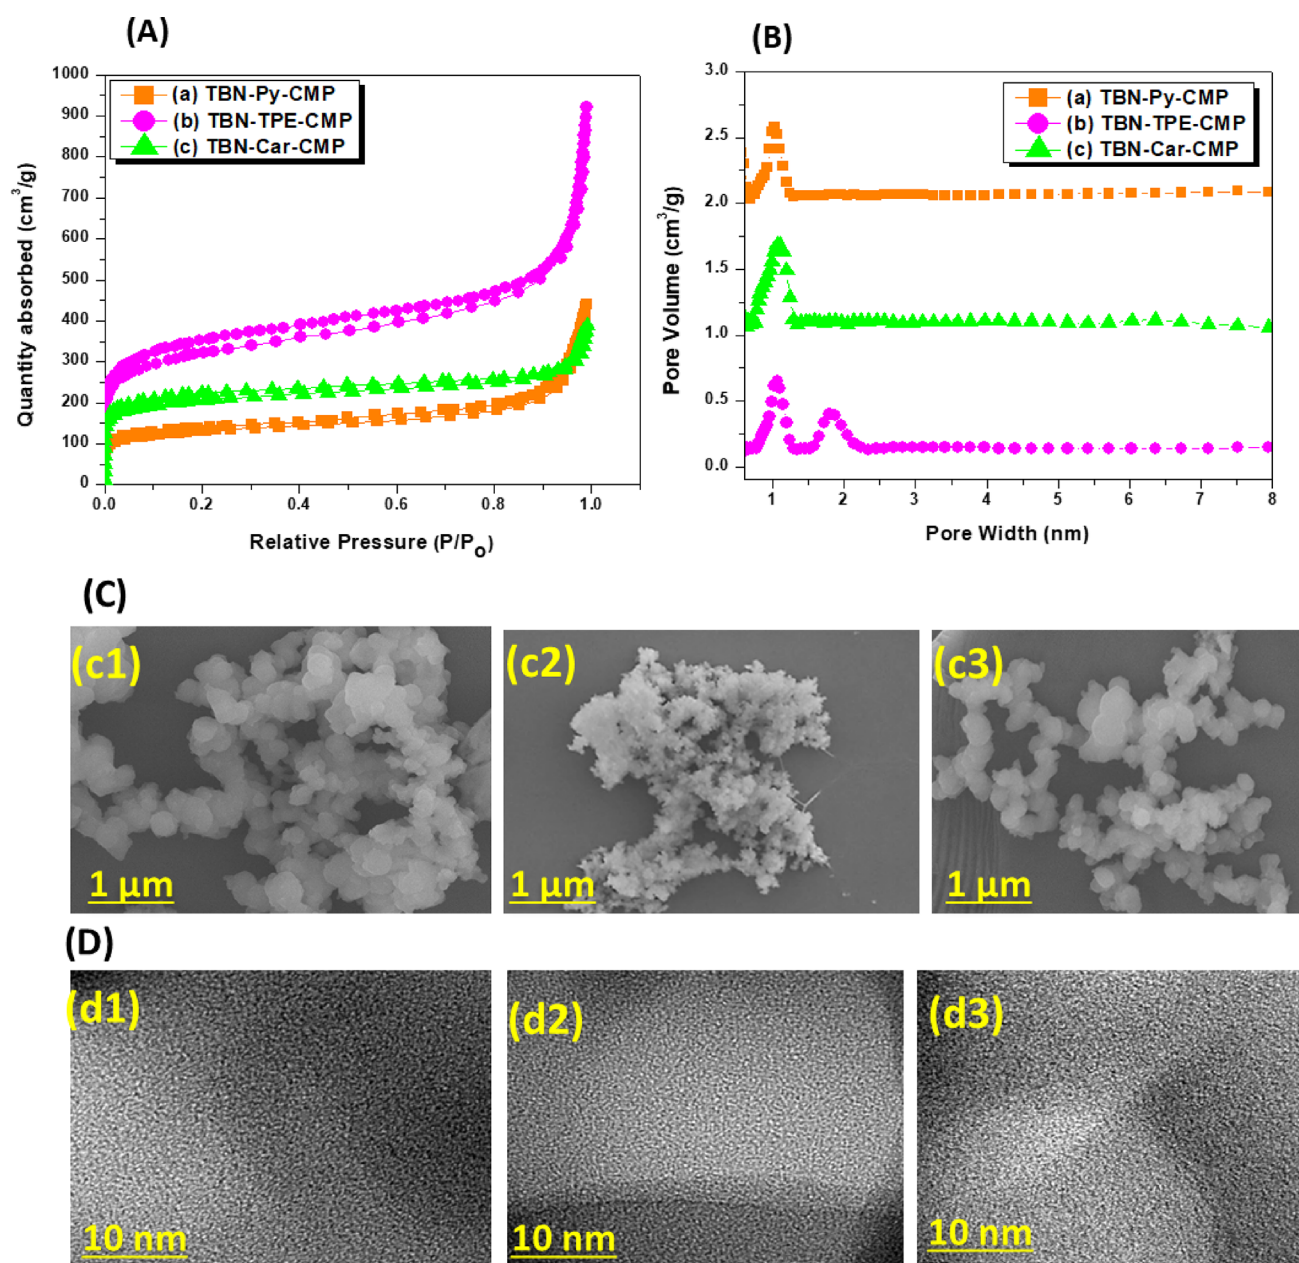 (A)
1000
900
800
700
600
500
400
300
200
100
0
0.0 0.2 0.4 0.6 0.8 1.0
Quantity absorbed (cm³/g)
Relative Pressure (P/Pₒ)
(a) TBN-Py-CMP
(b) TBN-TPE-CMP
(c) TBN-Car-CMP
(B)
3.0
2.5
2.0
1.5
1.0
0.5
0.0
1 2 3 4 5 6 7 8
Pore Volume (cm³/g)
Pore Width (nm)
(a) TBN-Py-CMP
(b) TBN-TPE-CMP
(c) TBN-Car-CMP
(C)
(c1)
1 μm
(c2)
1 μm
(c3)
1 μm
(D)
(d1)
10 nm
(d2)
10 nm
(d3)
10 nm